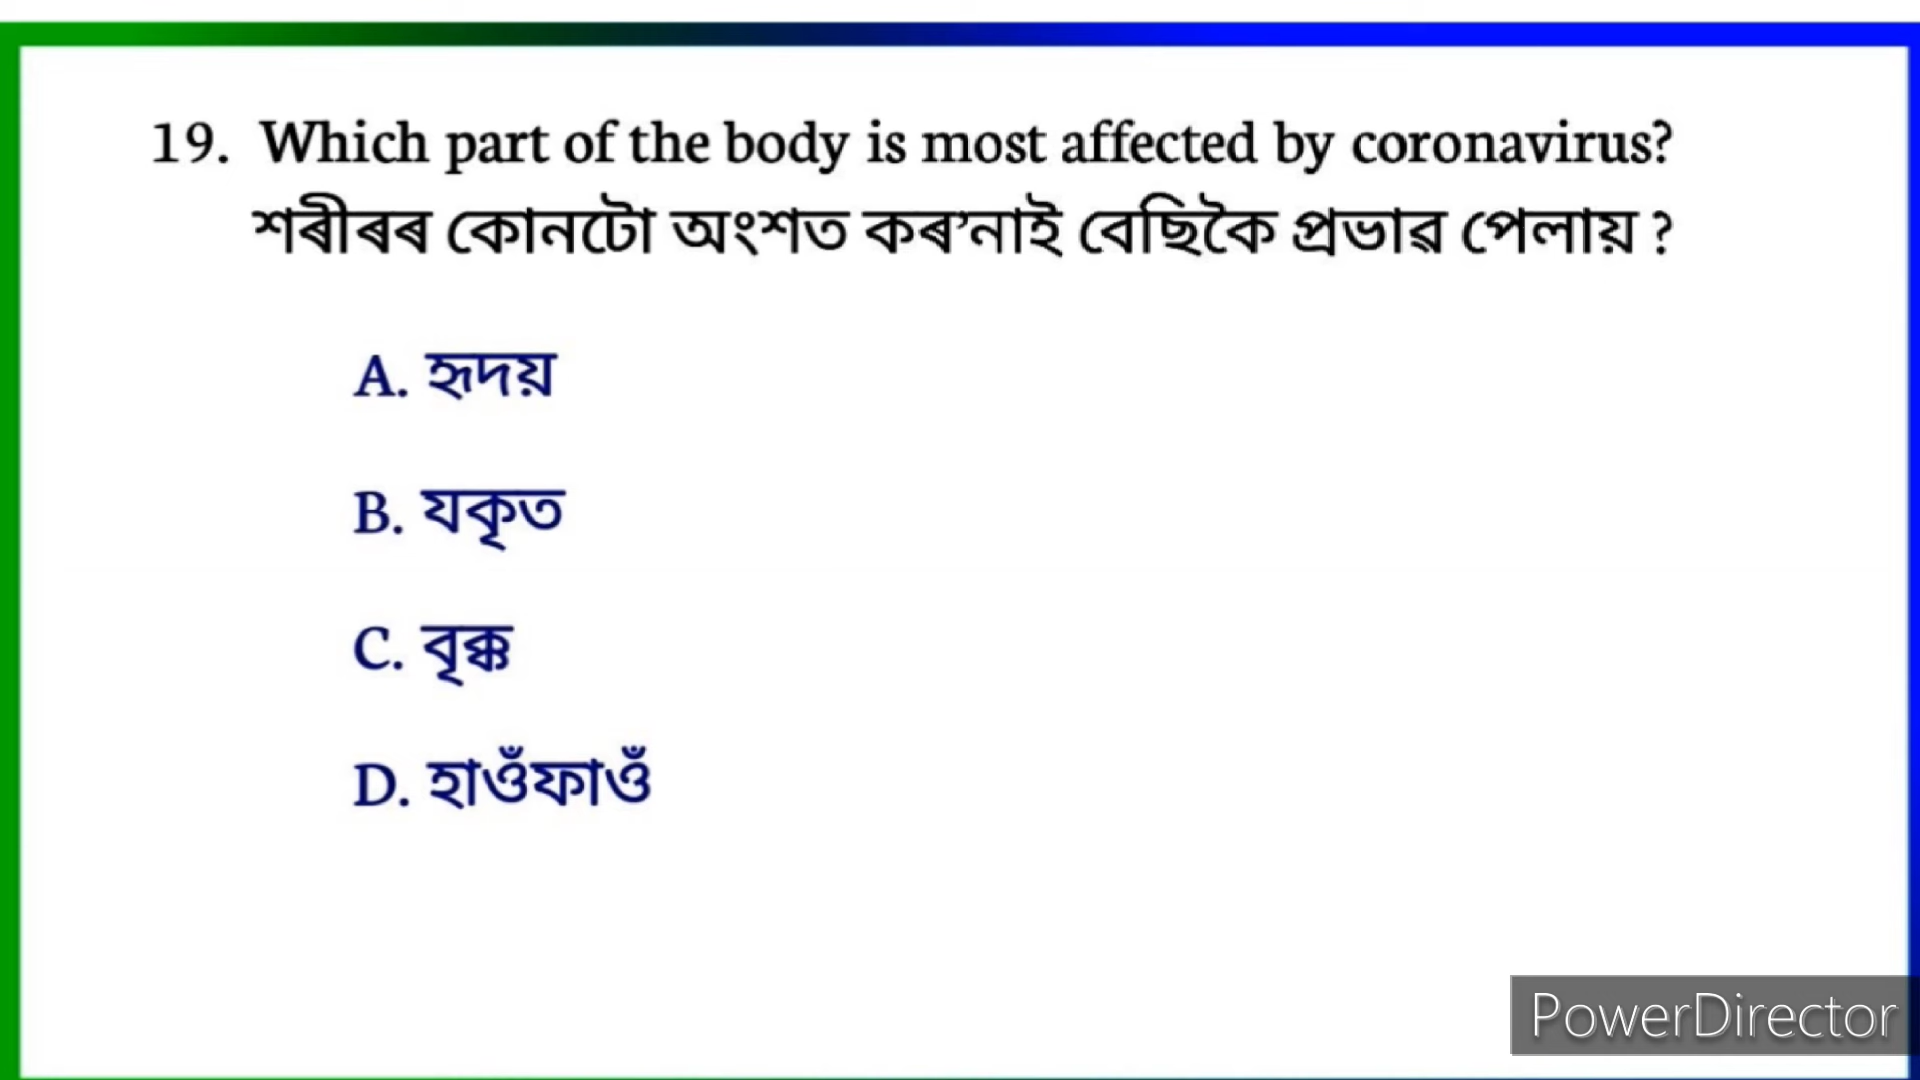 19. Which part of the body is most affected by coronavirus?
শৰীৰৰ কোনটো অংশত কৰ’নাই বেছিকৈ প্ৰভাৱ পেলায় ?
A. হৃদয়
B. যকৃত
C. বৃক্ক
D. হাওঁফাওঁ
PowerDirector